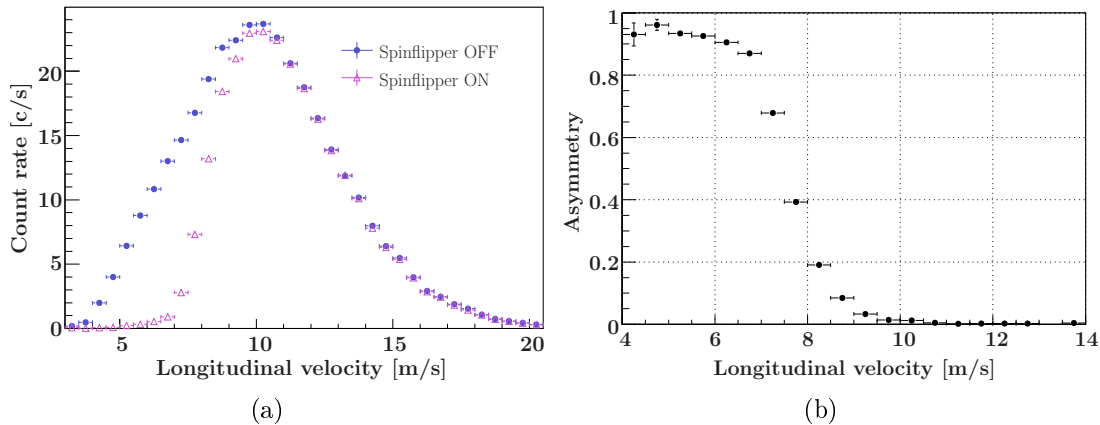 Count rate [c/s]
20
15
10
5
0
5
10
15
20
Longitudinal velocity [m/s]
Spinflipper OFF
Spinflipper ON
(a)
Asymmetry
1
0.8
0.6
0.4
0.2
0
4
6
8
10
12
14
Longitudinal velocity [m/s]
(b)